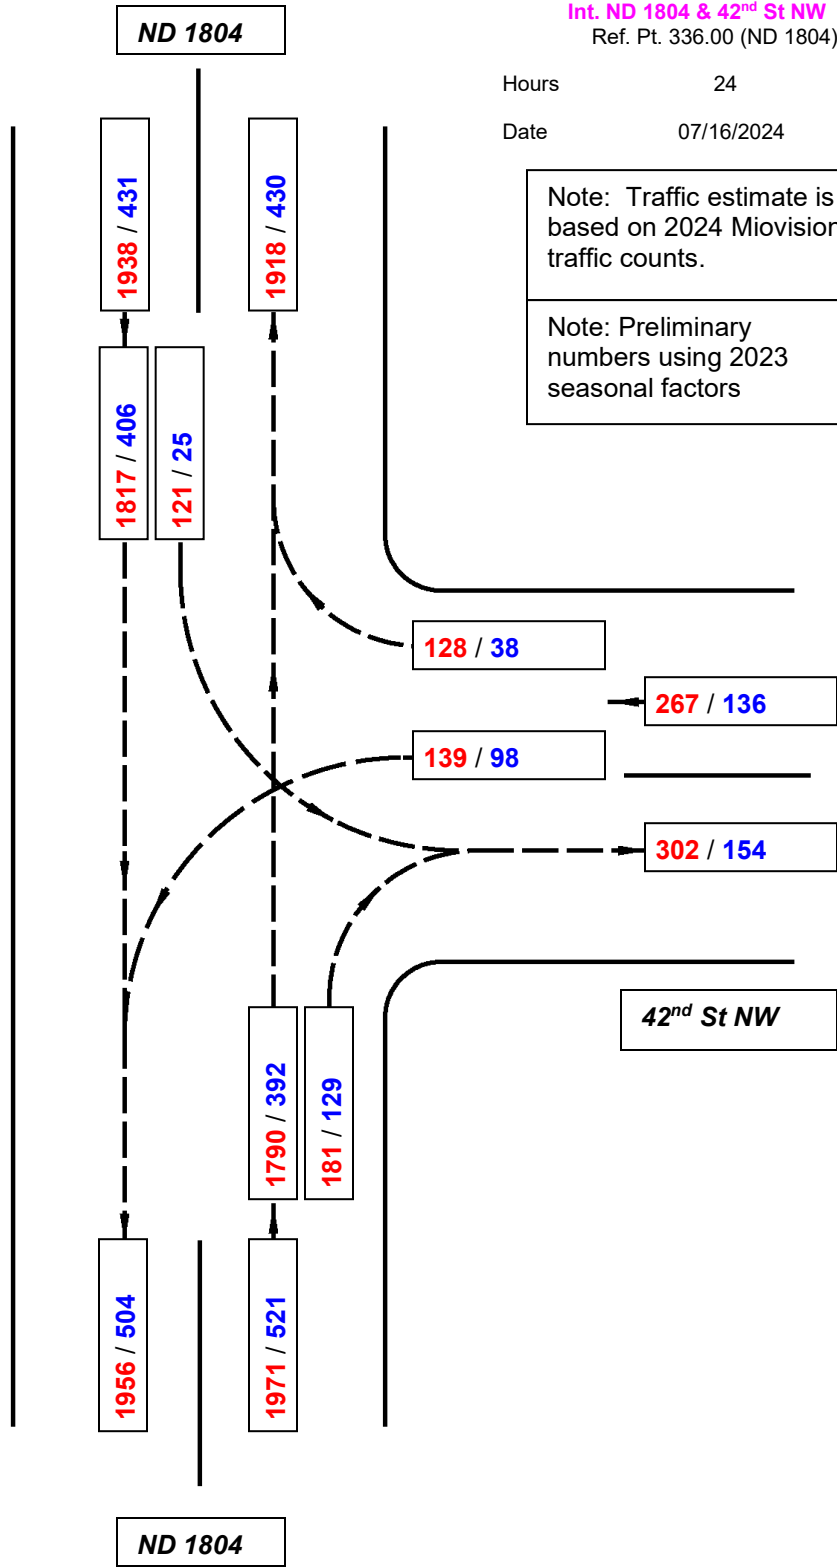 ND 1804
Int. ND 1804 & 42nd St NW
Ref. Pt. 336.00 (ND 1804)
Hours 24
Date 07/16/2024
Note: Traffic estimate is
based on 2024 Miovision
traffic counts.
Note: Preliminary
numbers using 2023
seasonal factors
1938 / 431
1918 / 430
1817 / 406
121 / 25
128 / 38
267 / 136
139 / 98
302 / 154
42nd St NW
1790 / 392
181 / 129
1956 / 504
1971 / 521
ND 1804